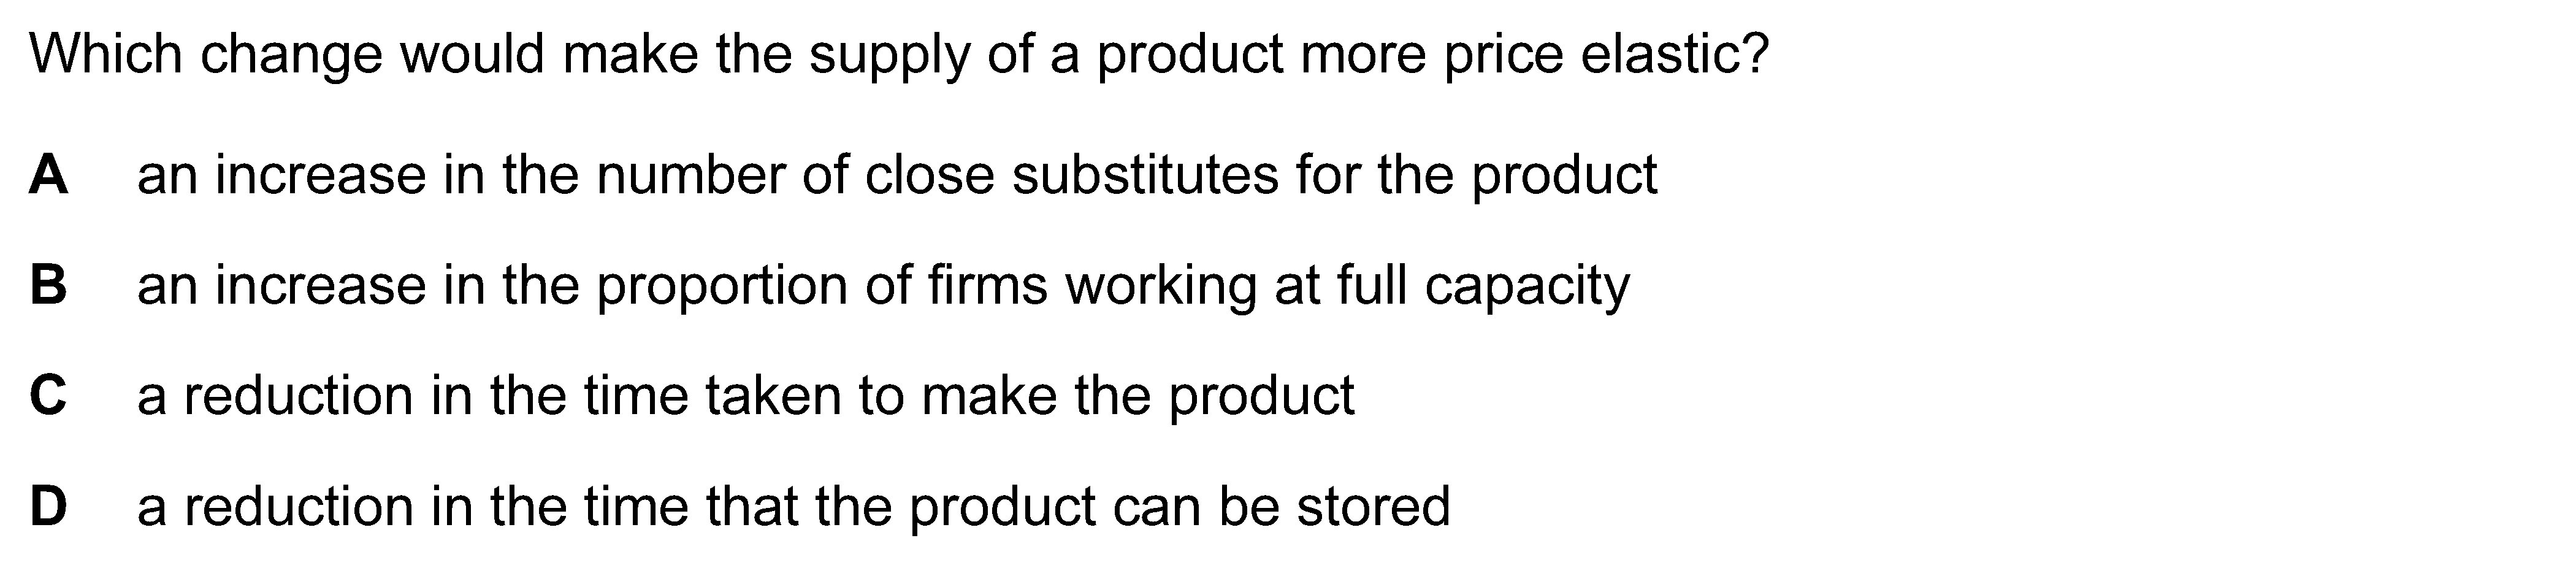 Which change would make the supply of a product more price elastic?
A an increase in the number of close substitutes for the product
B an increase in the proportion of firms working at full capacity
C a reduction in the time taken to make the product
D a reduction in the time that the product can be stored